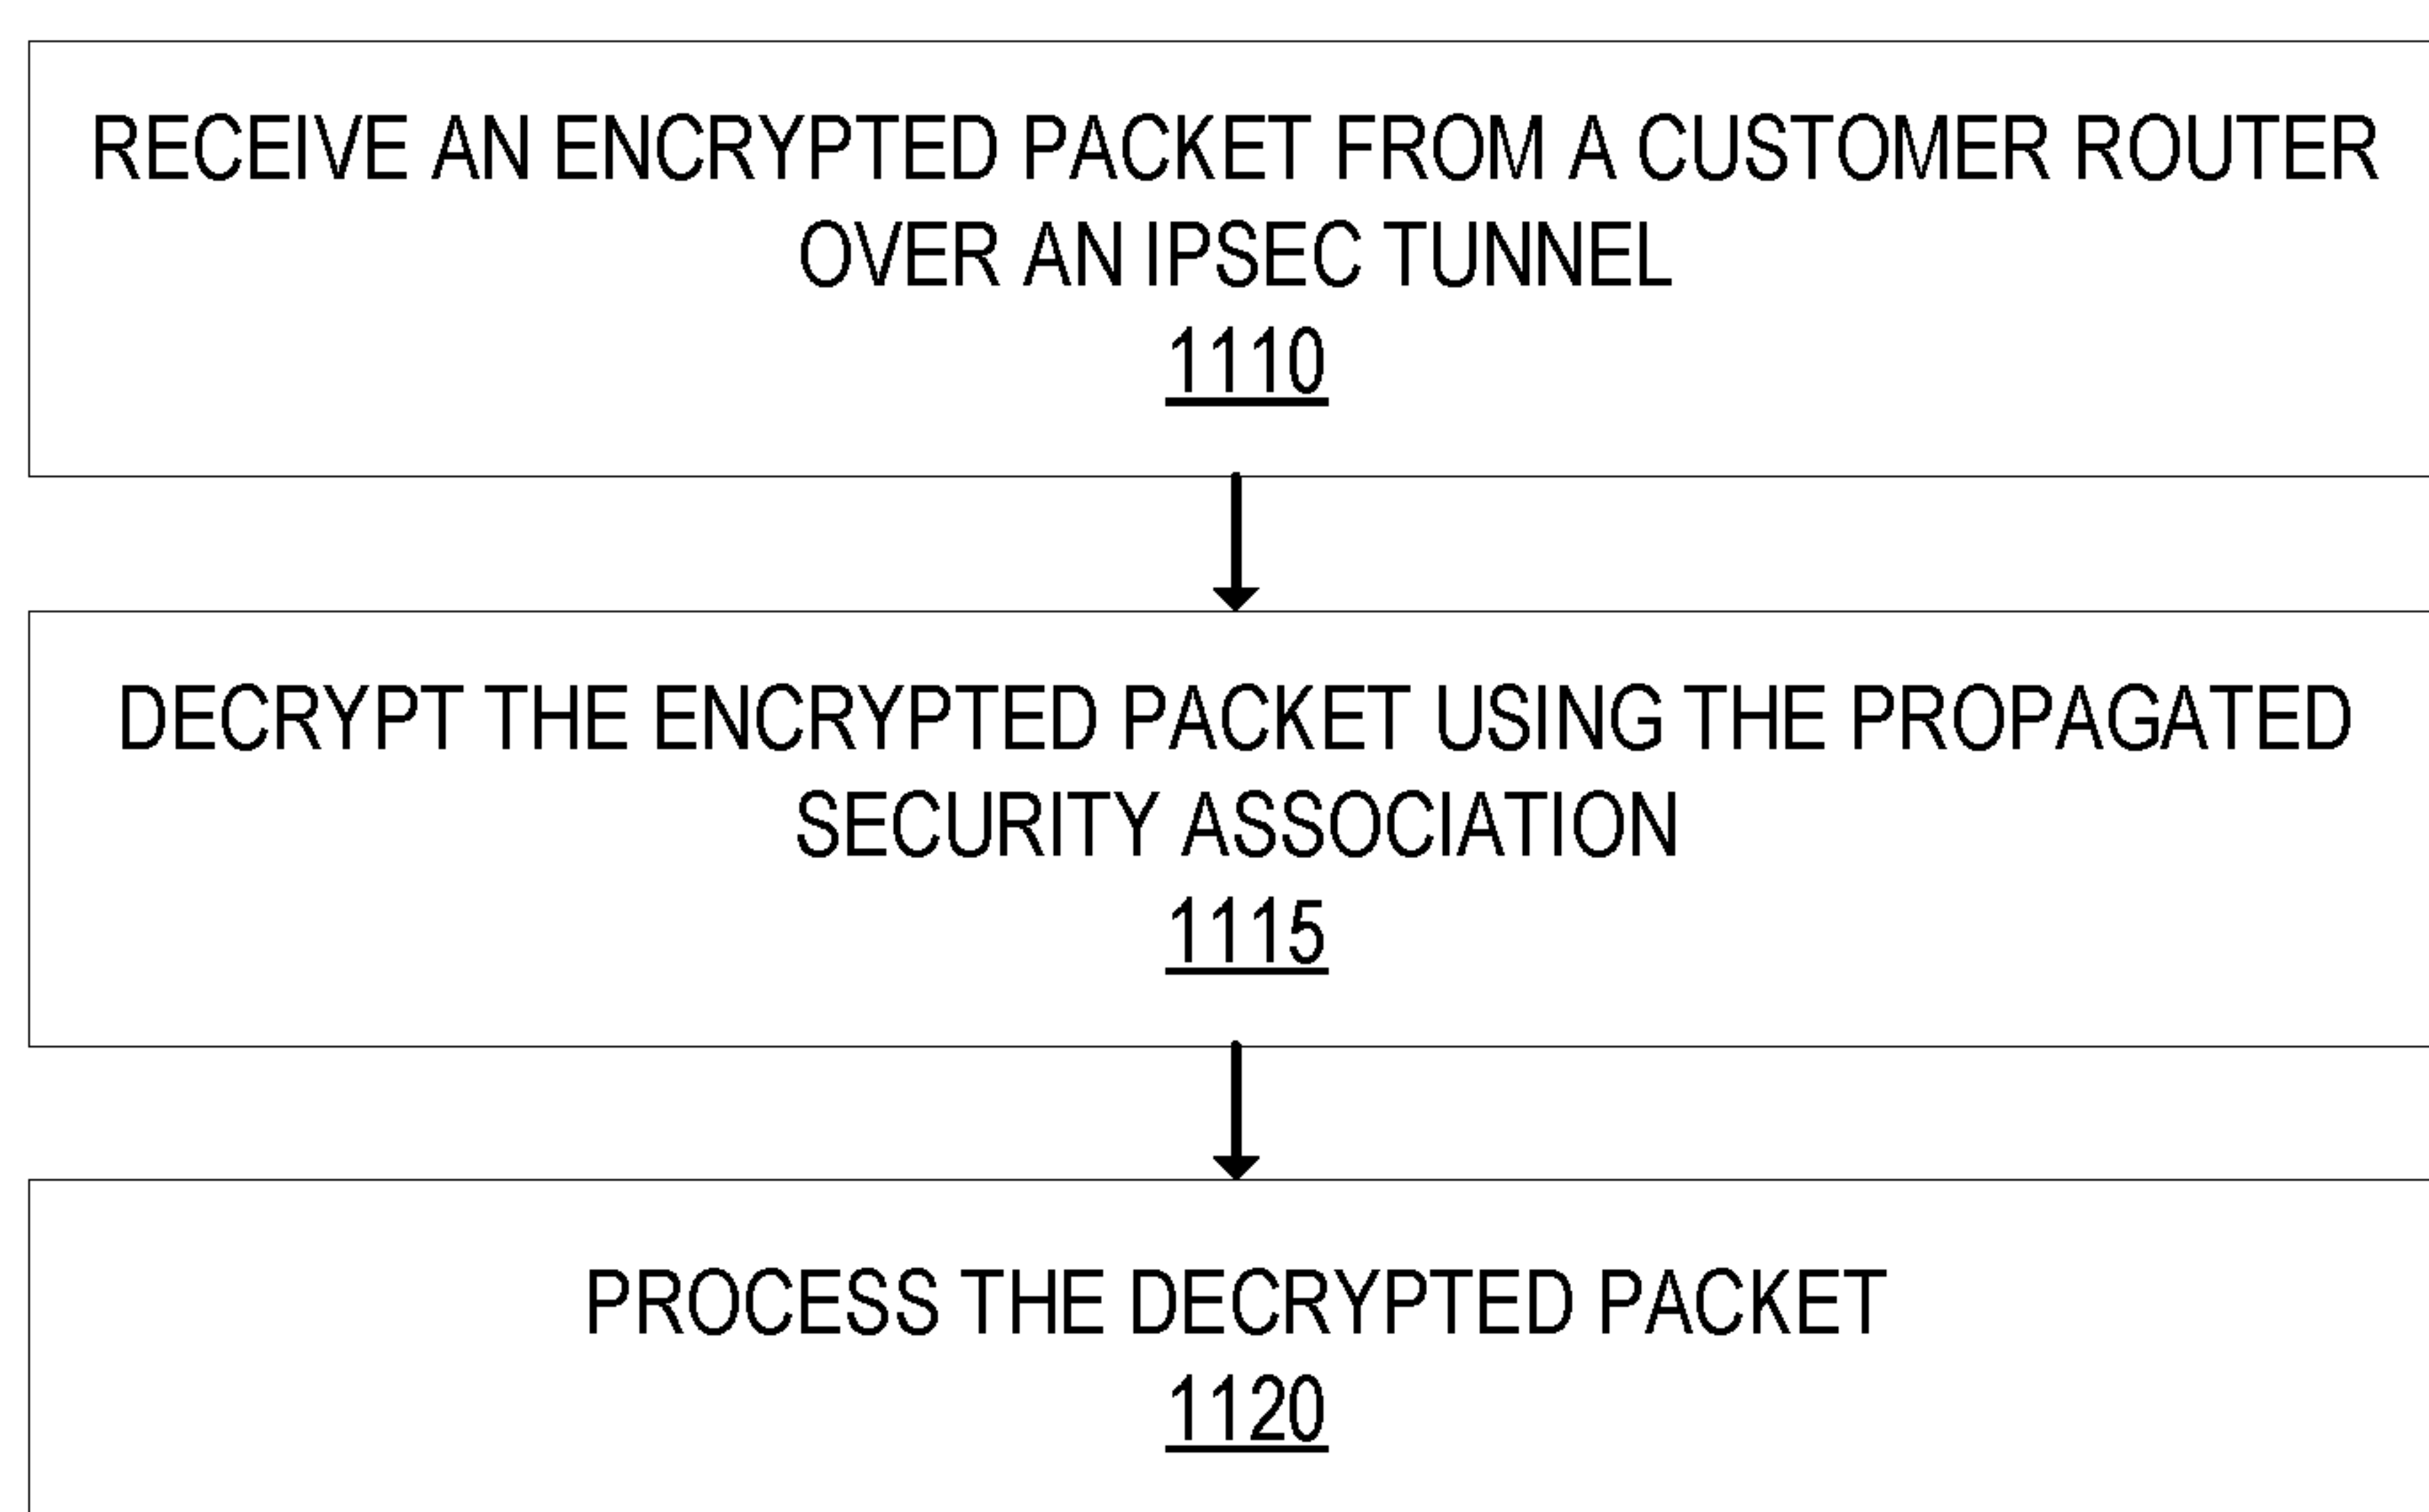 RECEIVE AN ENCRYPTED PACKET FROM A CUSTOMER ROUTER
OVER AN IPSEC TUNNEL
1110
DECRYPT THE ENCRYPTED PACKET USING THE PROPAGATED
SECURITY ASSOCIATION
1115
PROCESS THE DECRYPTED PACKET
1120